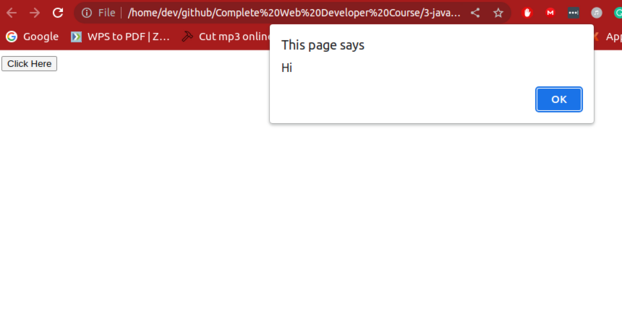 File /home/dev/github/Complete%20Web%20Developer%20Course/3-java...
Google WPS to PDF | Z... Cut mp3 online
This page says
Hi
OK
Click Here